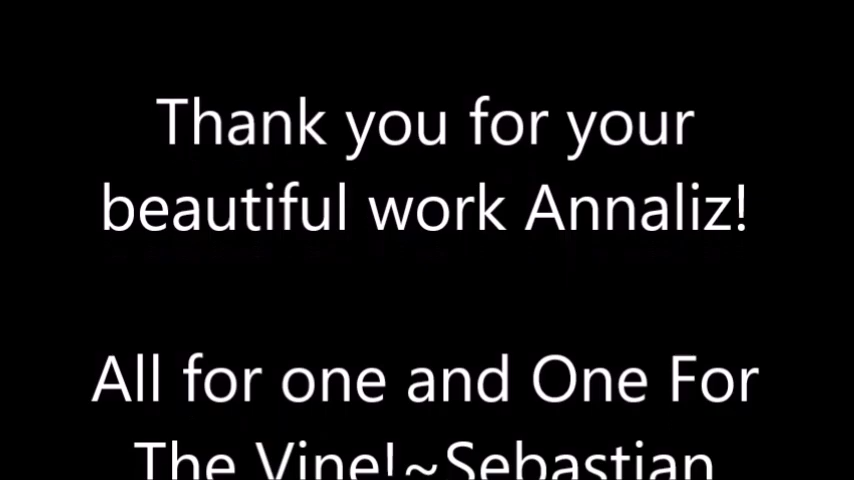 Thank you for your
beautiful work Annaliz!
All for one and One For
The Vine!~Sebastian